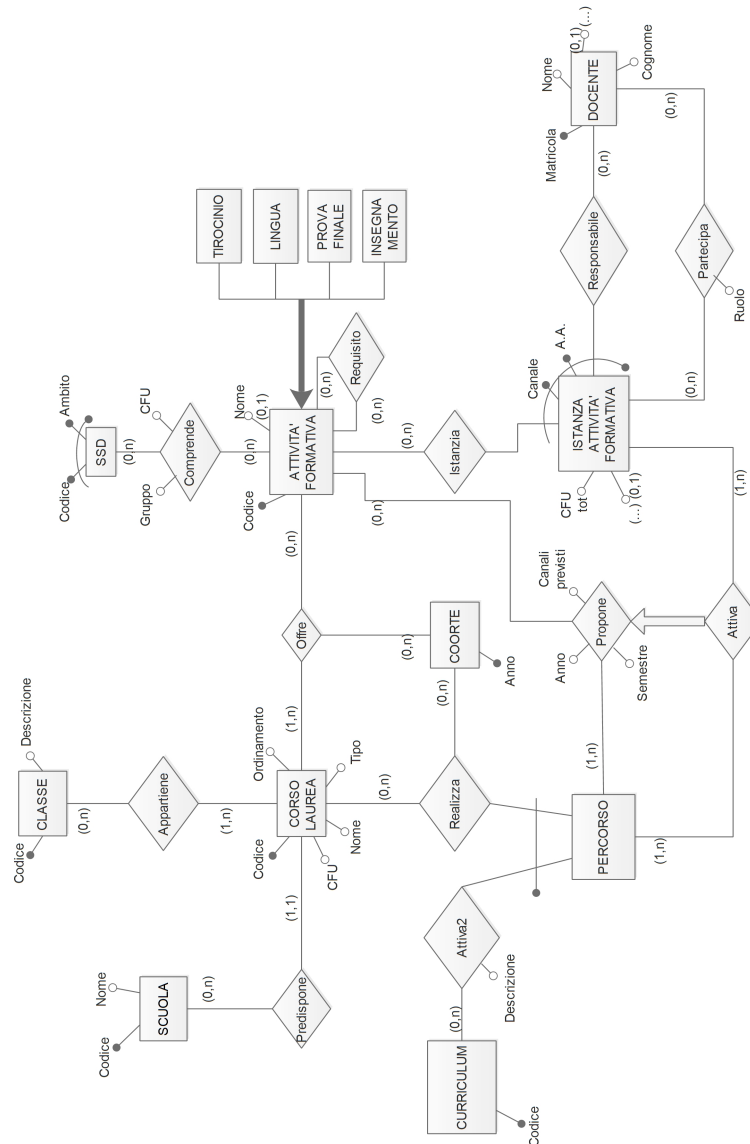 Codice
Descrizione
CLASSE
(0,n)
Codice
Ambito
SSD
(0,n)
Codice
Nome
SCUOLA
(0,n)
Appartiene
Gruppo
CFU
Comprende
(0,n)
TIROCINIO
LINGUA
PROVA
FINALE
INSEGNA
MENTO
(1,n)
Predispone
(1,1)
Codice
Ordinamento
CORSO
LAUREA
CFU
Nome
Tipo
(1,n)
Offre
(0,n)
Codice
Nome
(0,1)
ATTIVITA'
FORMATIVA
(0,n)
(0,n)
Requisito
(0,n)
(0,n)
(0,n)
(0,n)
COORTE
Anno
(0,n)
Realizza
Istanzia
CURRICULUM
Codice
(0,n)
Attiva2
Descrizione
Canali
previsti
Anno
Propone
Semestre
(1,n)
PERCORSO
(1,n)
Canale
A.A.
ISTANZA
ATTIVITA'
FORMATIVA
CFU
tot
(...)
(0,1)
Responsabile
(0,n)
Matricola
Nome
(0,1)
(...)
DOCENTE
Cognome
(0,n)
(0,n)
Partecipa
Ruolo
(1,n)
Attiva